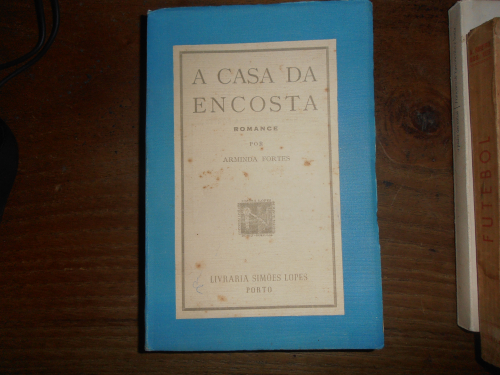 A CASA DA
ENCOSTA
ROMANCE
POR
ARMINDA FORTES
LIVRARIA SIMÕES LOPES
PORTO
FUTEBOL